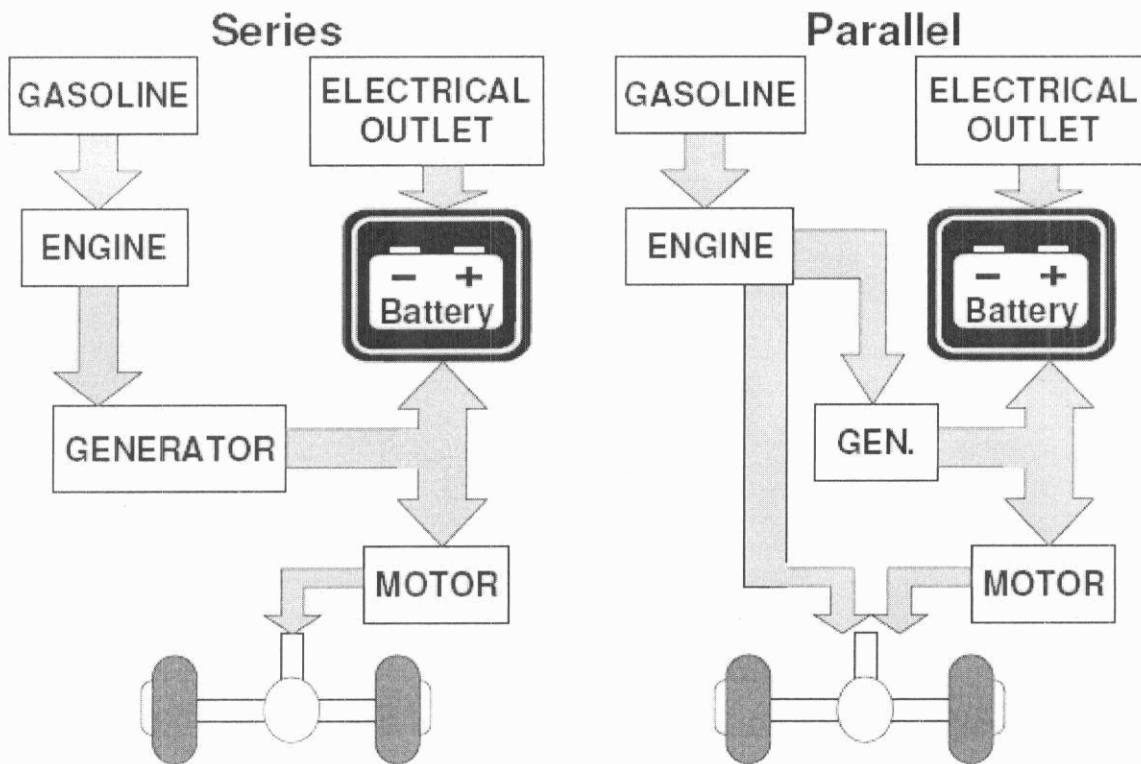 Series
GASOLINE
ELECTRICAL
OUTLET
ENGINE
− +
Battery
GENERATOR
MOTOR
Parallel
GASOLINE
ELECTRICAL
OUTLET
ENGINE
− +
Battery
GEN.
MOTOR